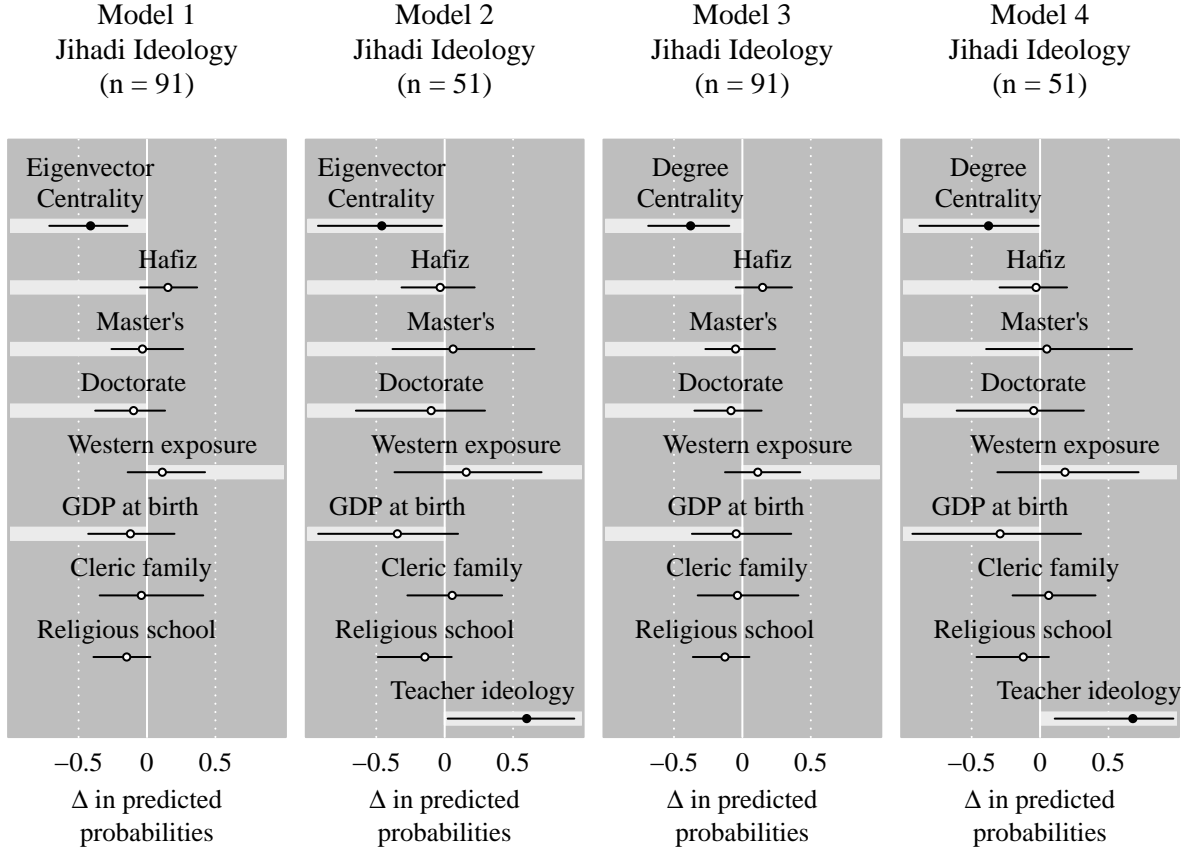 Model 1
Jihadi Ideology
(n = 91)
Eigenvector
Centrality
Hafiz
Master's
Doctorate
Western exposure
GDP at birth
Cleric family
Religious school
−0.5 0 0.5
Δ in predicted
probabilities
Model 2
Jihadi Ideology
(n = 51)
Eigenvector
Centrality
Hafiz
Master's
Doctorate
Western exposure
GDP at birth
Cleric family
Religious school
Teacher ideology
−0.5 0 0.5
Δ in predicted
probabilities
Model 3
Jihadi Ideology
(n = 91)
Degree
Centrality
Hafiz
Master's
Doctorate
Western exposure
GDP at birth
Cleric family
Religious school
−0.5 0 0.5
Δ in predicted
probabilities
Model 4
Jihadi Ideology
(n = 51)
Degree
Centrality
Hafiz
Master's
Doctorate
Western exposure
GDP at birth
Cleric family
Religious school
Teacher ideology
−0.5 0 0.5
Δ in predicted
probabilities